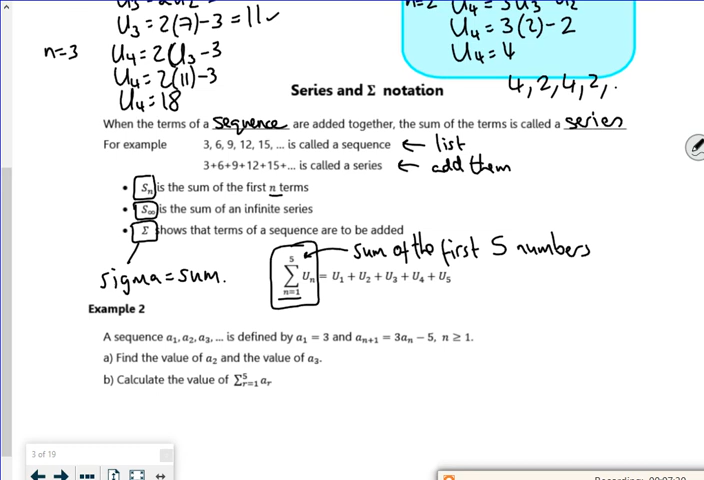 U₃ = 2(7)-3 = 11 ✓
n=3 U₄ = 2U₃-3
U₄ = 2(11)-3
U₄ = 18
n=2 U₄ = 3U₃
U₄ = 3(2)-2
U₄ = 4
4, 2, 4, 2, .
Series and Σ notation
When the terms of a sequence are added together, the sum of the terms is called a series
For example 3, 6, 9, 12, 15, ... is called a sequence ← list
3+6+9+12+15+... is called a series ← add them
• Sₙ is the sum of the first n terms
• S∞ is the sum of an infinite series
• Σ shows that terms of a sequence are to be added
sigma = sum.
sum of the first 5 numbers
∑_{n=1}^{5} Uₙ = U₁ + U₂ + U₃ + U₄ + U₅
Example 2
A sequence a₁, a₂, a₃, ... is defined by a₁ = 3 and aₙ₊₁ = 3aₙ − 5, n ≥ 1.
a) Find the value of a₂ and the value of a₃.
b) Calculate the value of ∑_{r=1}^{5} aᵣ
3 of 19